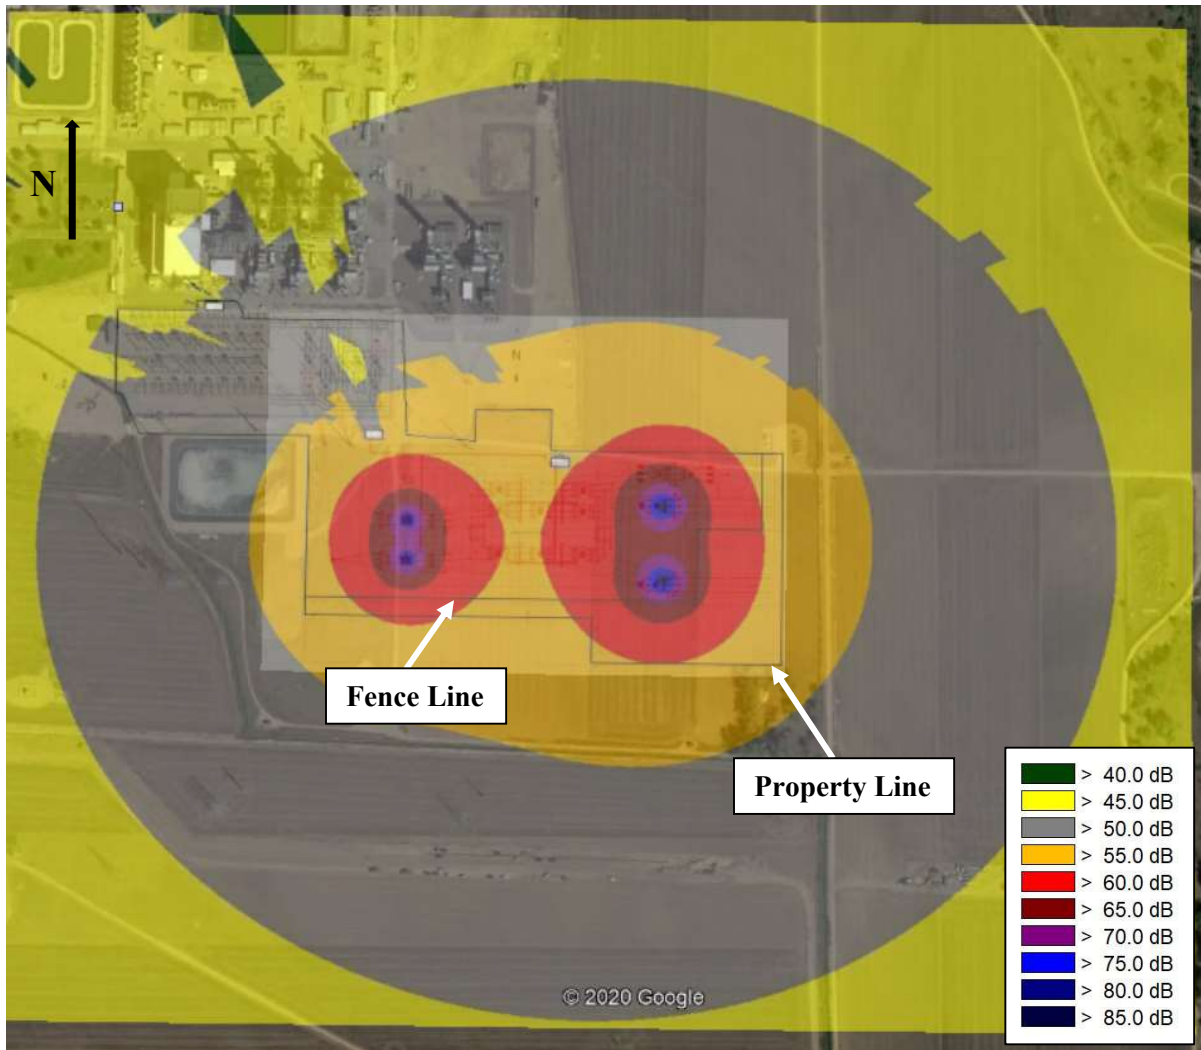 N
N
Fence Line
Property Line
> 40.0 dB
> 45.0 dB
> 50.0 dB
> 55.0 dB
> 60.0 dB
> 65.0 dB
> 70.0 dB
> 75.0 dB
> 80.0 dB
> 85.0 dB
© 2020 Google